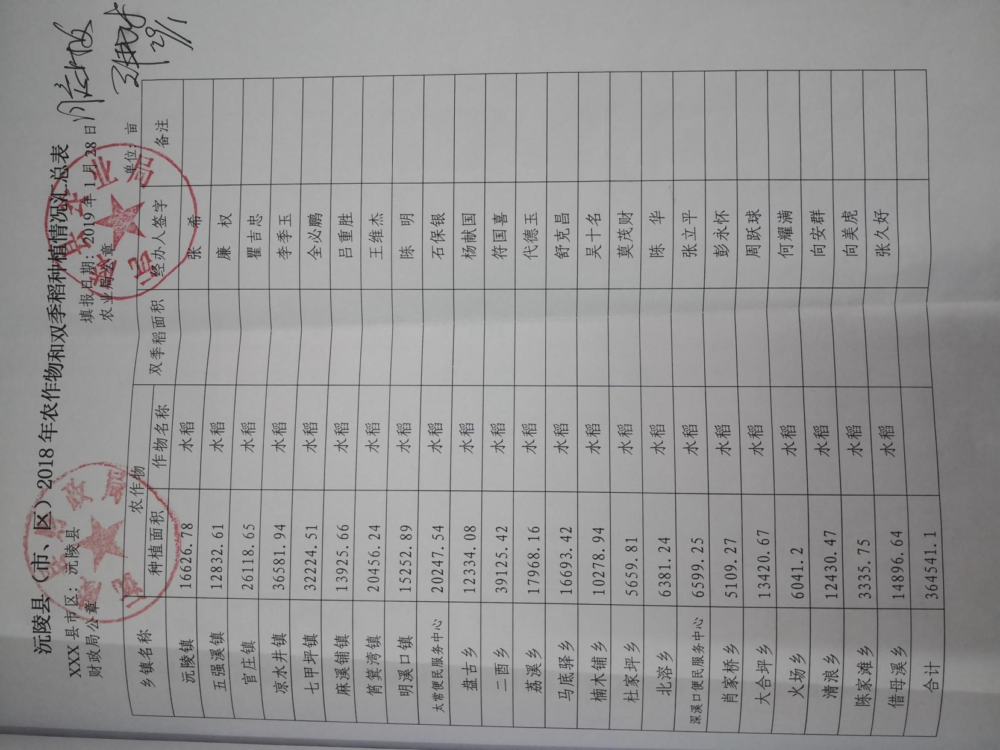 沅陵县（市、区）2018年农作物和双季稻种植情况汇总表
XXX县市区：沅陵县 填报日期：2019年1月28日
财政局公章 农业局公章 单位：亩
29/1
乡镇名称 农作物 双季稻面积 经办人签字 备注
种植面积 作物名称
沅陵镇 16626.78 水稻 张希
五强溪镇 12832.61 水稻 廉权
官庄镇 26118.65 水稻 瞿吉忠
凉水井镇 36581.94 水稻 李季玉
七甲坪镇 32224.51 水稻 全必鹏
麻溪铺镇 13925.66 水稻 吕重胜
筲箕湾镇 20456.24 水稻 王维杰
明溪口镇 15252.89 水稻 陈明
太常便民服务中心 20247.54 水稻 石保银
盘古乡 12334.08 水稻 杨献国
二酉乡 39125.42 水稻 符国喜
荔溪乡 17968.16 水稻 代德玉
马底驿乡 16693.42 水稻 舒克昌
楠木铺乡 10278.94 水稻 吴十名
杜家坪乡 5659.81 水稻 莫茂财
北溶乡 6381.24 水稻 陈华
深溪口便民服务中心 6599.25 水稻 张立平
肖家桥乡 5109.27 水稻 彭永怀
大合坪乡 13420.67 水稻 周跃球
火场乡 6041.2 水稻 何耀满
清浪乡 12430.47 水稻 向安群
陈家滩乡 3335.75 水稻 向美虎
借母溪乡 14896.64 水稻 张久好
合计 364541.1